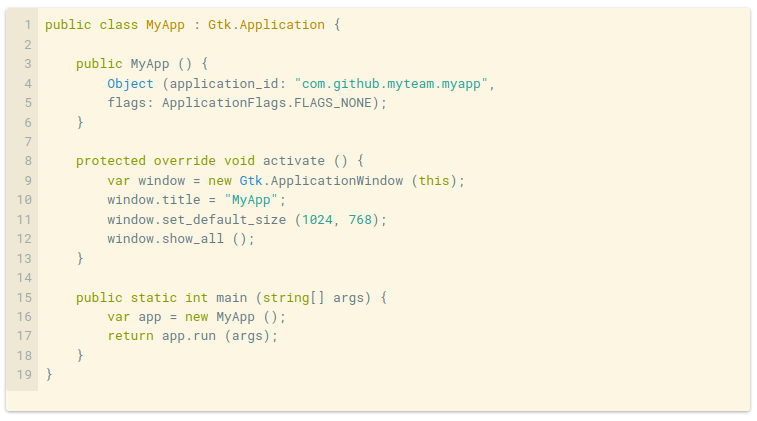 1 public class MyApp : Gtk.Application {
2
3     public MyApp () {
4         Object (application_id: "com.github.myteam.myapp",
5         flags: ApplicationFlags.FLAGS_NONE);
6     }
7
8     protected override void activate () {
9         var window = new Gtk.ApplicationWindow (this);
10         window.title = "MyApp";
11         window.set_default_size (1024, 768);
12         window.show_all ();
13     }
14
15     public static int main (string[] args) {
16         var app = new MyApp ();
17         return app.run (args);
18     }
19 }